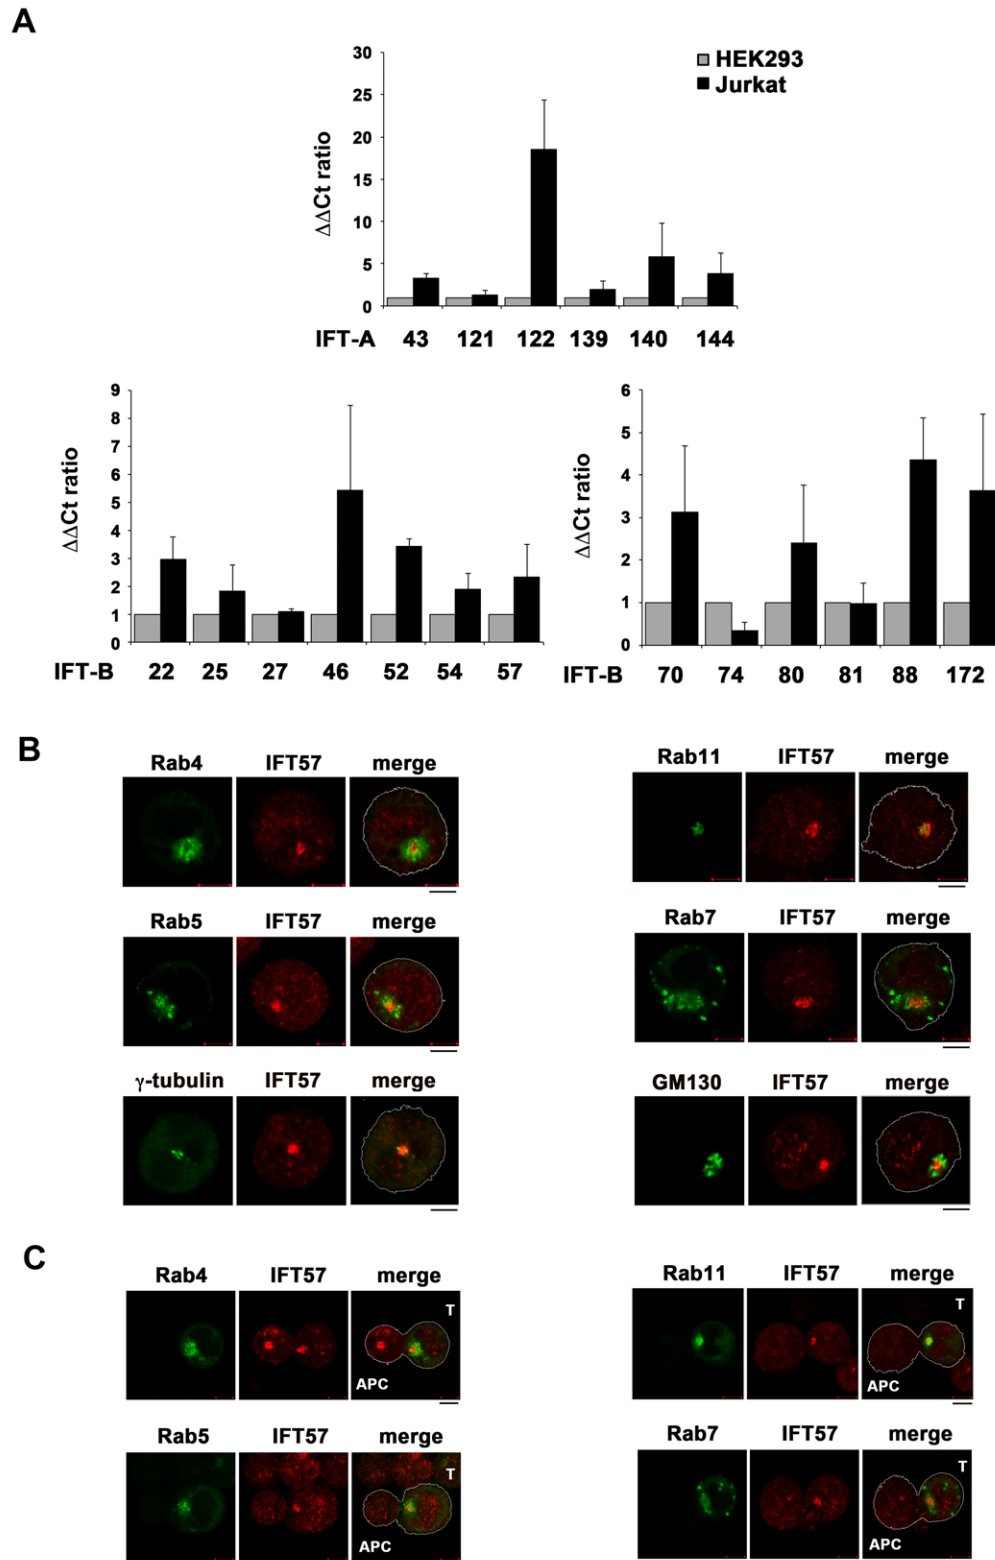 A
30
25
20
15
10
5
0
ΔΔCt ratio
HEK293
Jurkat
IFT-A 43 121 122 139 140 144
9
8
7
6
5
4
3
2
1
0
ΔΔCt ratio
IFT-B 22 25 27 46 52 54 57
6
5
4
3
2
1
0
ΔΔCt ratio
IFT-B 70 74 80 81 88 172
B
Rab4 IFT57 merge
Rab11 IFT57 merge
Rab5 IFT57 merge
Rab7 IFT57 merge
γ-tubulin IFT57 merge
GM130 IFT57 merge
C
Rab4 IFT57 merge
T
APC
Rab11 IFT57 merge
T
APC
Rab5 IFT57 merge
T
APC
Rab7 IFT57 merge
T
APC